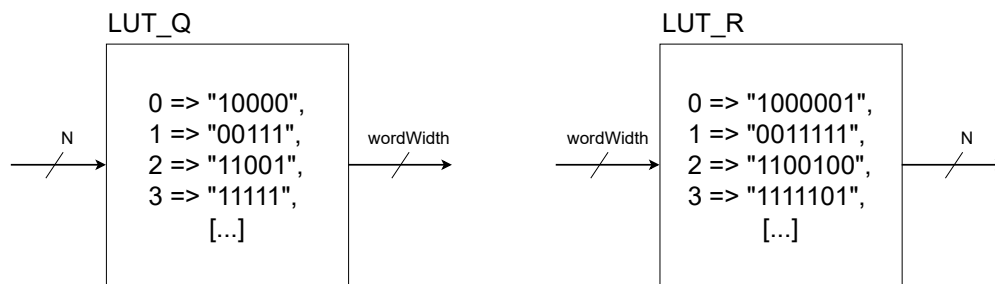 LUT_Q
N
0 => "10000",
1 => "00111",
2 => "11001",
3 => "11111",
[...]
wordWidth
LUT_R
wordWidth
0 => "1000001",
1 => "0011111",
2 => "1100100",
3 => "1111101",
[...]
N